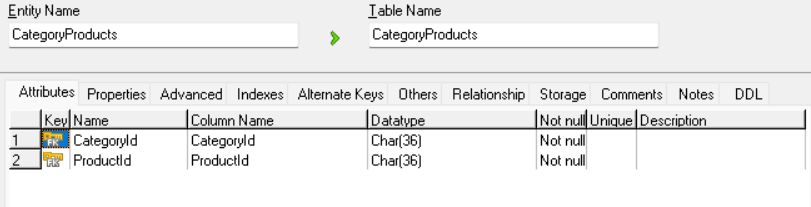 Entity Name Table Name
CategoryProducts CategoryProducts
Attributes Properties Advanced Indexes Alternate Keys Others Relationship Storage Comments Notes DDL
Key Name Column Name Datatype Not null Unique Description
1 PFK CategoryId CategoryId Char(36) Not null
2 PFK ProductId ProductId Char(36) Not null